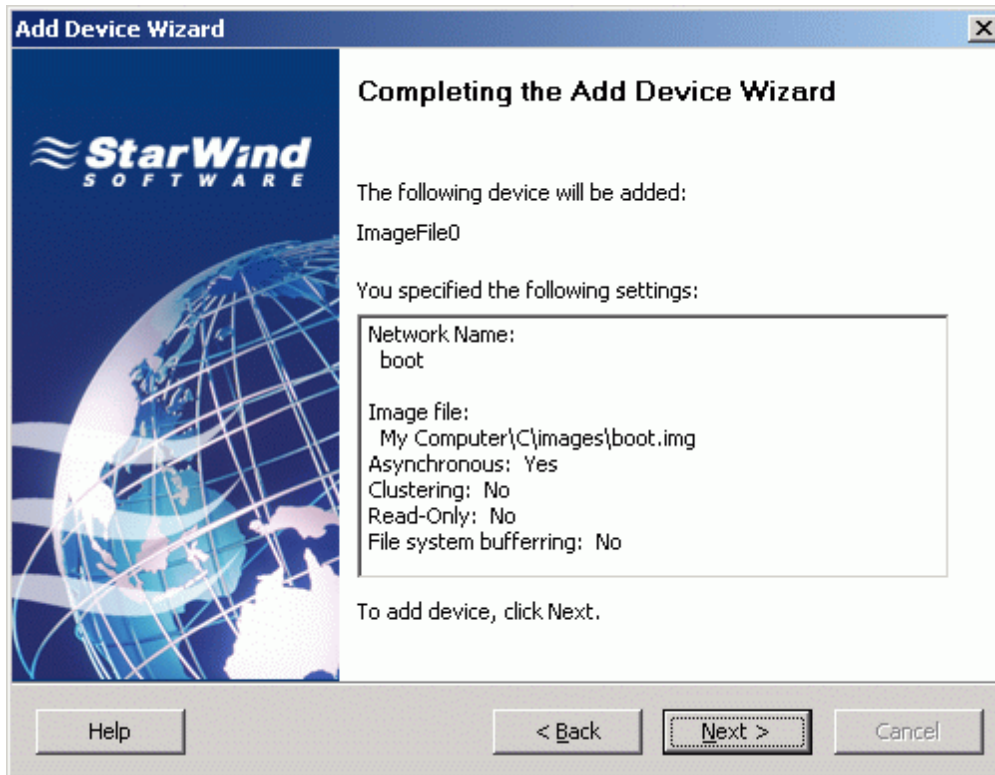 Add Device Wizard
StarWind
SOFTWARE
Completing the Add Device Wizard
The following device will be added:
ImageFile0
You specified the following settings:
Network Name:
boot
Image file:
My Computer\C\images\boot.img
Asynchronous: Yes
Clustering: No
Read-Only: No
File system bufferring: No
To add device, click Next.
Help
< Back
Next >
Cancel